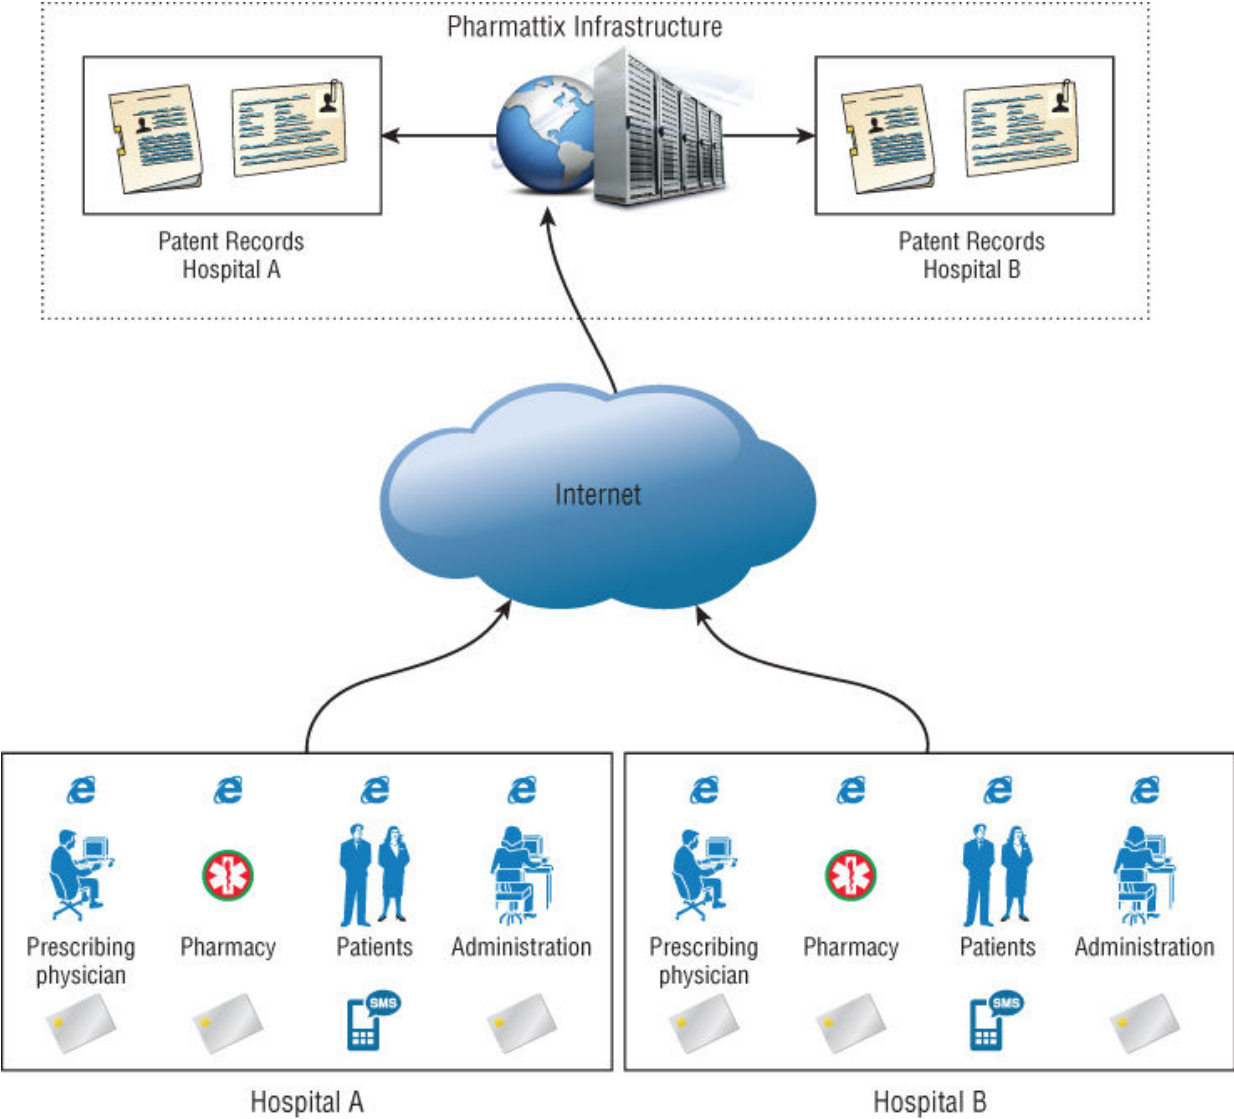 Pharmattix Infrastructure
Patent Records
Hospital A
Patent Records
Hospital B
Internet
Prescribing
physician
Pharmacy
Patients
Administration
SMS
Hospital A
Prescribing
physician
Pharmacy
Patients
Administration
SMS
Hospital B